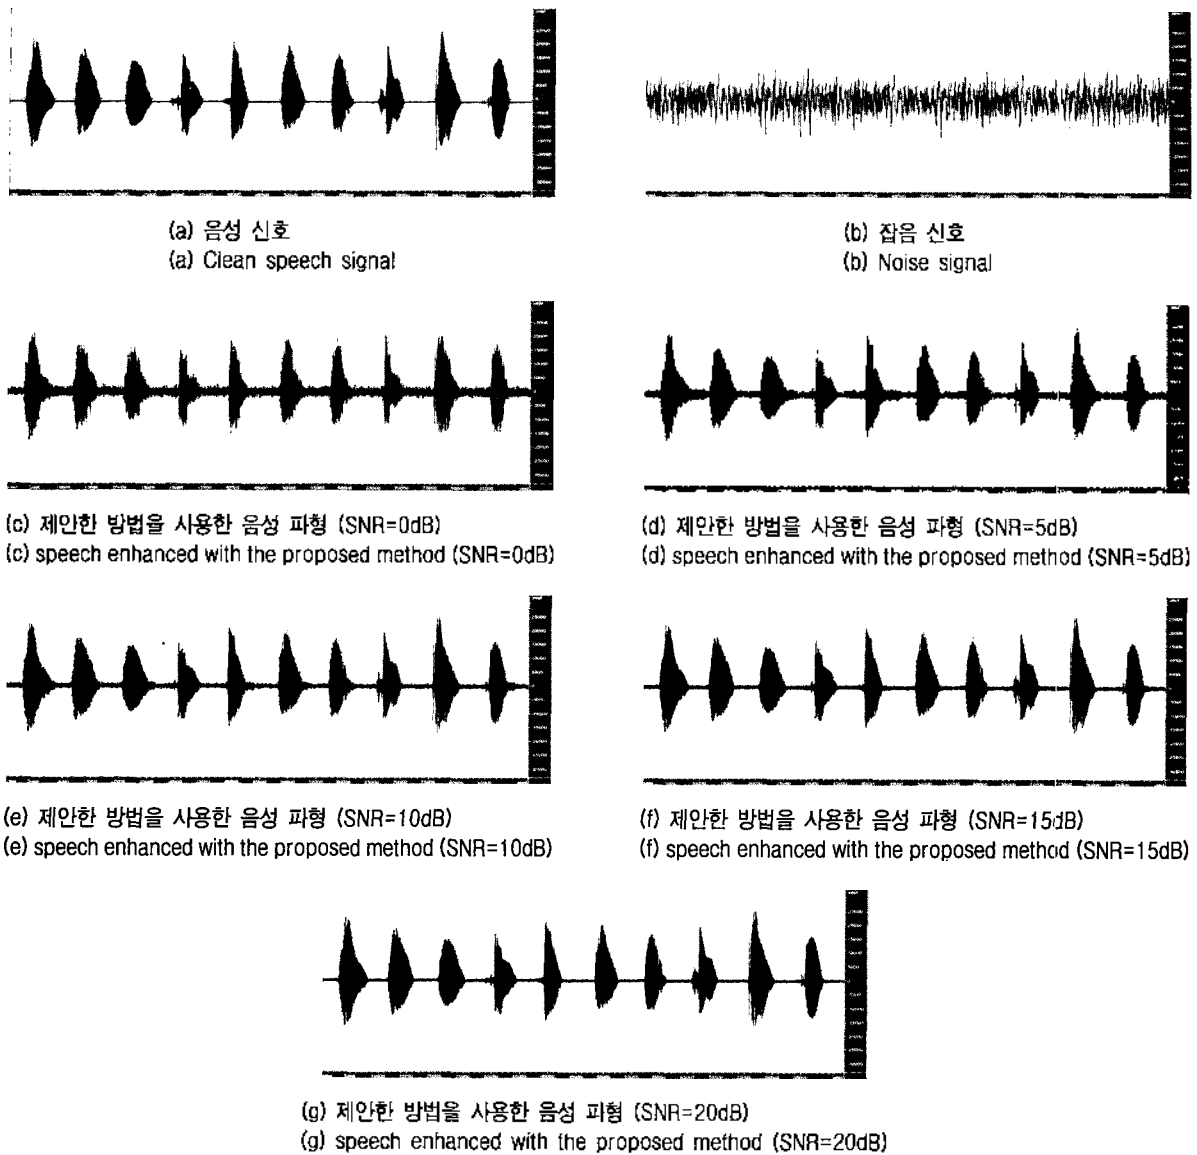 (a) 음성 신호
(a) Clean speech signal
(b) 잡음 신호
(b) Noise signal
(c) 제안한 방법을 사용한 음성 파형 (SNR=0dB)
(c) speech enhanced with the proposed method (SNR=0dB)
(d) 제안한 방법을 사용한 음성 파형 (SNR=5dB)
(d) speech enhanced with the proposed method (SNR=5dB)
(e) 제안한 방법을 사용한 음성 파형 (SNR=10dB)
(e) speech enhanced with the proposed method (SNR=10dB)
(f) 제안한 방법을 사용한 음성 파형 (SNR=15dB)
(f) speech enhanced with the proposed method (SNR=15dB)
(g) 제안한 방법을 사용한 음성 파형 (SNR=20dB)
(g) speech enhanced with the proposed method (SNR=20dB)